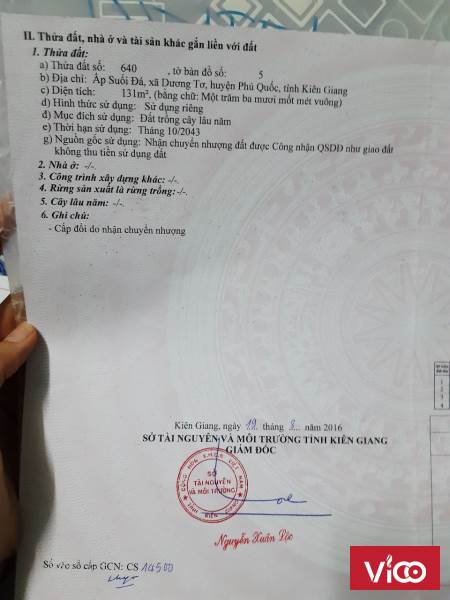 II. Thửa đất, nhà ở và tài sản khác gắn liền với đất
1. Thửa đất:
a) Thửa đất số: 640 , tờ bản đồ số: 5
b) Địa chỉ: Ấp Suối Đá, xã Dương Tơ, huyện Phú Quốc, tỉnh Kiên Giang
c) Diện tích: 131m², (bằng chữ: Một trăm ba mươi mốt mét vuông)
d) Hình thức sử dụng: Sử dụng riêng
đ) Mục đích sử dụng: Đất trồng cây lâu năm
e) Thời hạn sử dụng: Tháng 10/2043
g) Nguồn gốc sử dụng: Nhận chuyển nhượng đất được Công nhận QSDĐ như giao đất
không thu tiền sử dụng đất
2. Nhà ở: -/-.
3. Công trình xây dựng khác: -/-.
4. Rừng sản xuất là rừng trồng: -/-.
5. Cây lâu năm: -/-.
6. Ghi chú:
- Cấp đổi do nhận chuyển nhượng
Kiên Giang, ngày 19 tháng 8 năm 2016
SỞ TÀI NGUYÊN VÀ MÔI TRƯỜNG TỈNH KIÊN GIANG
GIÁM ĐỐC
SỞ
TÀI NGUYÊN
VÀ MÔI TRƯỜNG
Nguyễn Xuân Lộc
Số vào sổ cấp GCN: CS 14500
Vico